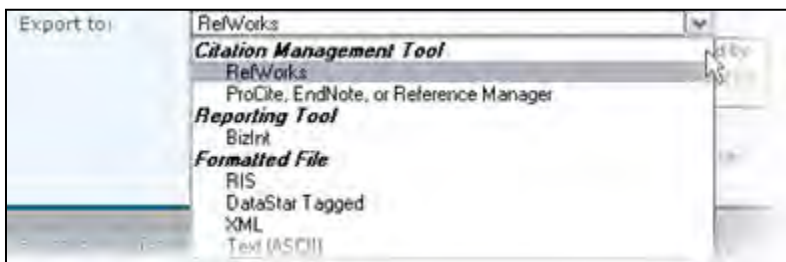 Export to: RefWorks
Citation Management Tool
RefWorks
ProCite, EndNote, or Reference Manager
Reporting Tool
BizInt
Formatted File
RIS
DataStar Tagged
XML
Text (ASCII)